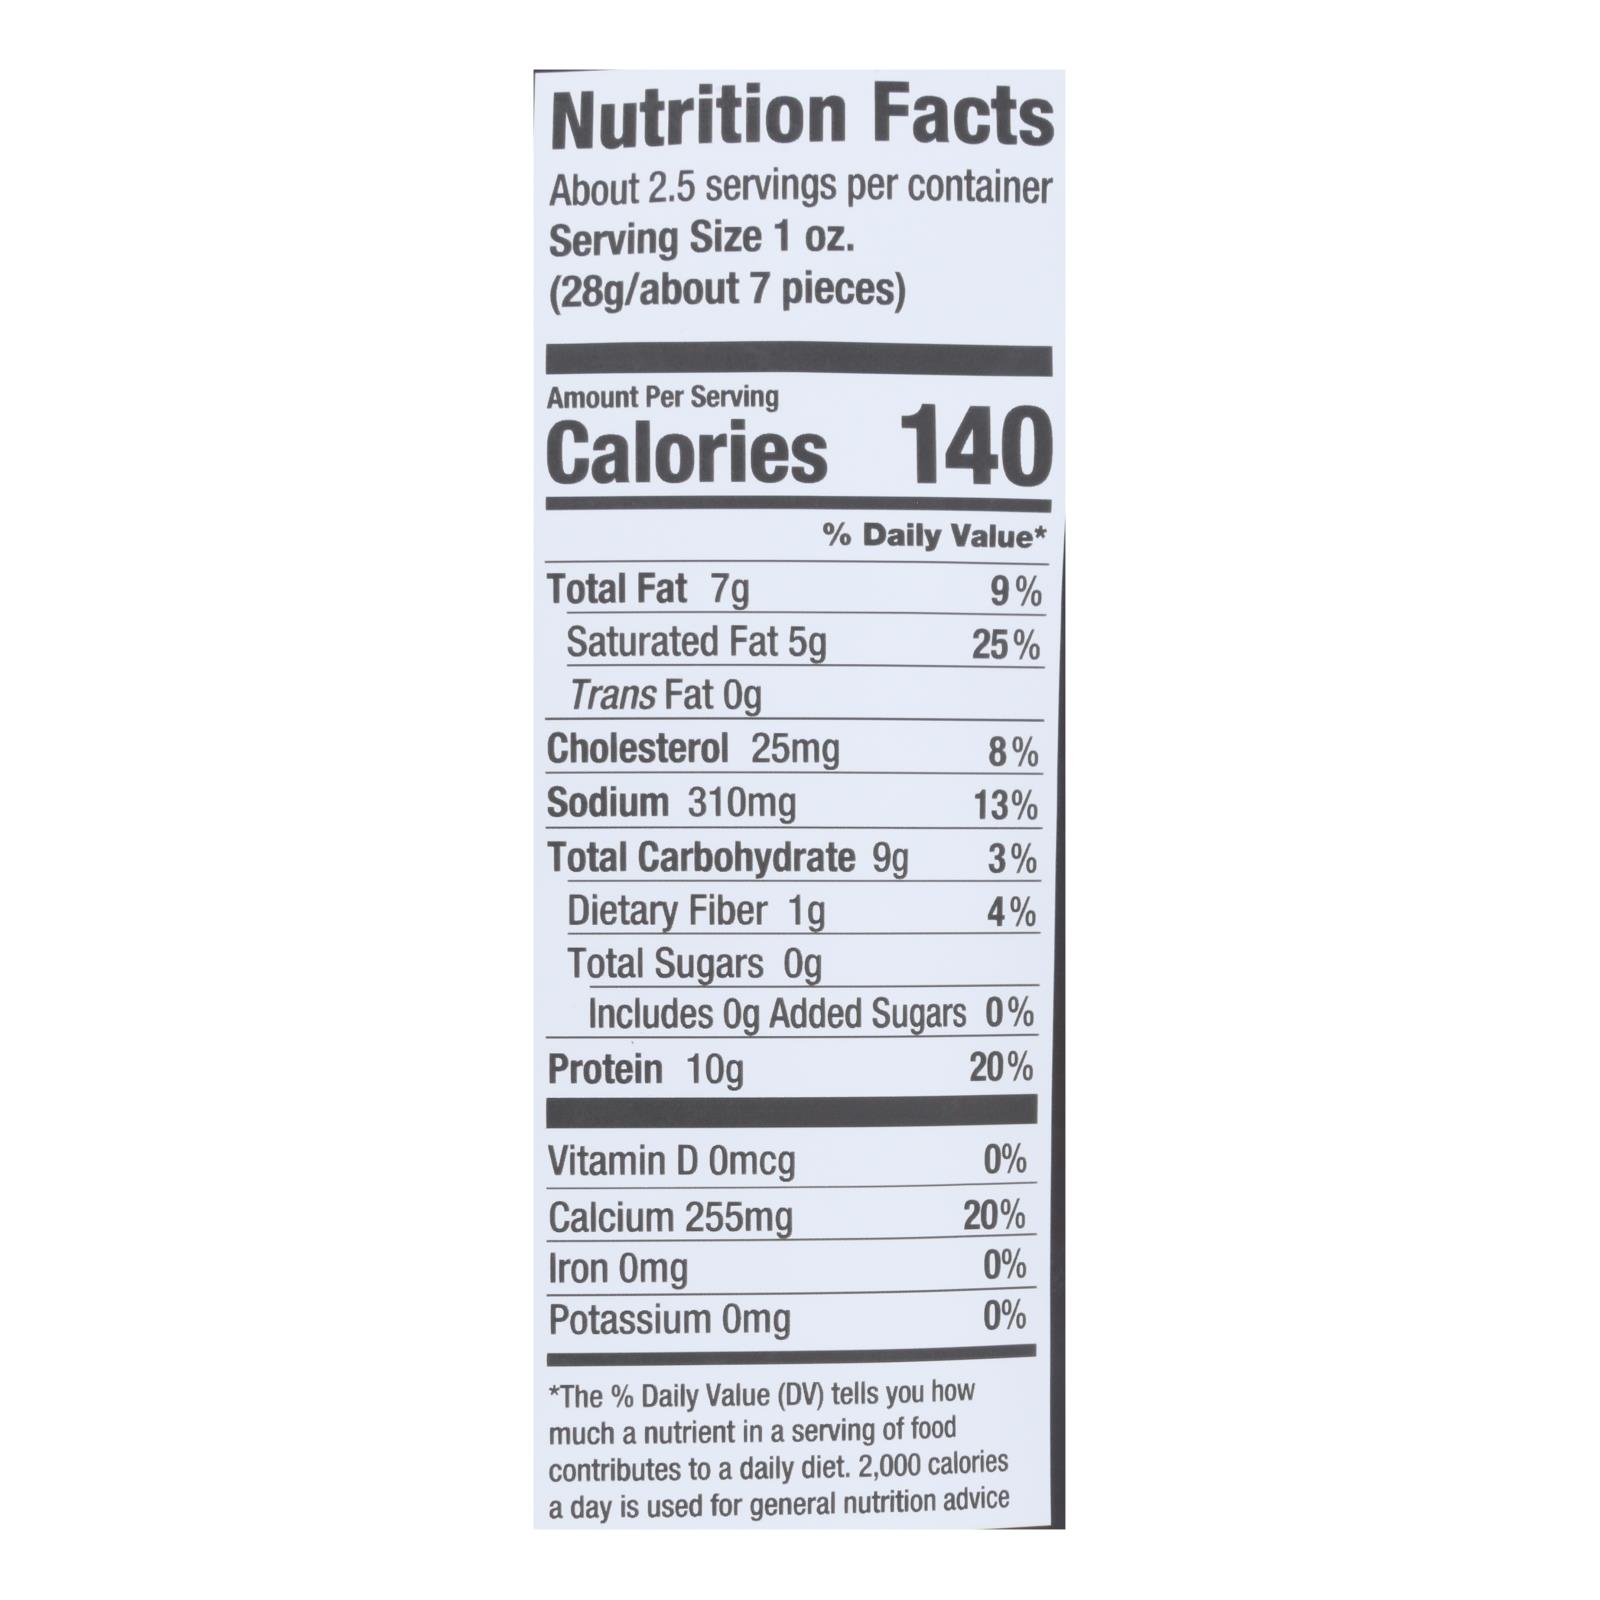 Nutrition Facts
About 2.5 servings per container
Serving Size 1 oz.
(28g/about 7 pieces)
Amount Per Serving
Calories 140
% Daily Value*
Total Fat 7g 9%
Saturated Fat 5g 25%
Trans Fat 0g
Cholesterol 25mg 8%
Sodium 310mg 13%
Total Carbohydrate 9g 3%
Dietary Fiber 1g 4%
Total Sugars 0g
Includes 0g Added Sugars 0%
Protein 10g 20%
Vitamin D 0mcg 0%
Calcium 255mg 20%
Iron 0mg 0%
Potassium 0mg 0%
*The % Daily Value (DV) tells you how
much a nutrient in a serving of food
contributes to a daily diet. 2,000 calories
a day is used for general nutrition advice